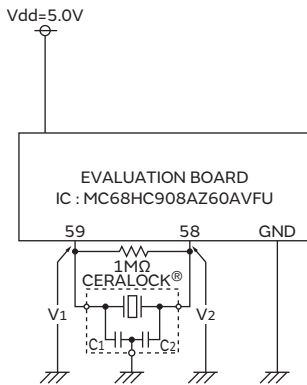 Vdd=5.0V
EVALUATION BOARD
IC : MC68HC908AZ60AVFU
59
58
GND
1MΩ
CERALOCK®
V1
V2
C1
C2